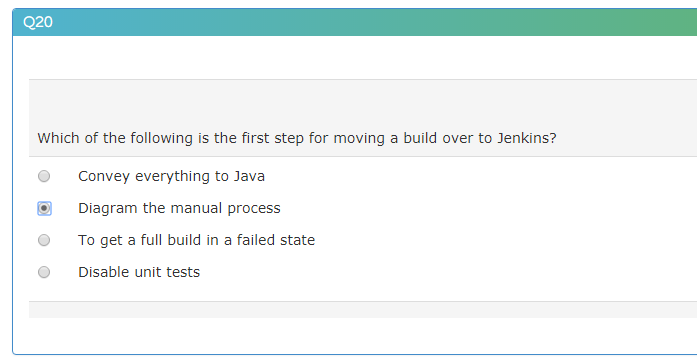 Q20
Which of the following is the first step for moving a build over to Jenkins?
Convey everything to Java
Diagram the manual process
To get a full build in a failed state
Disable unit tests